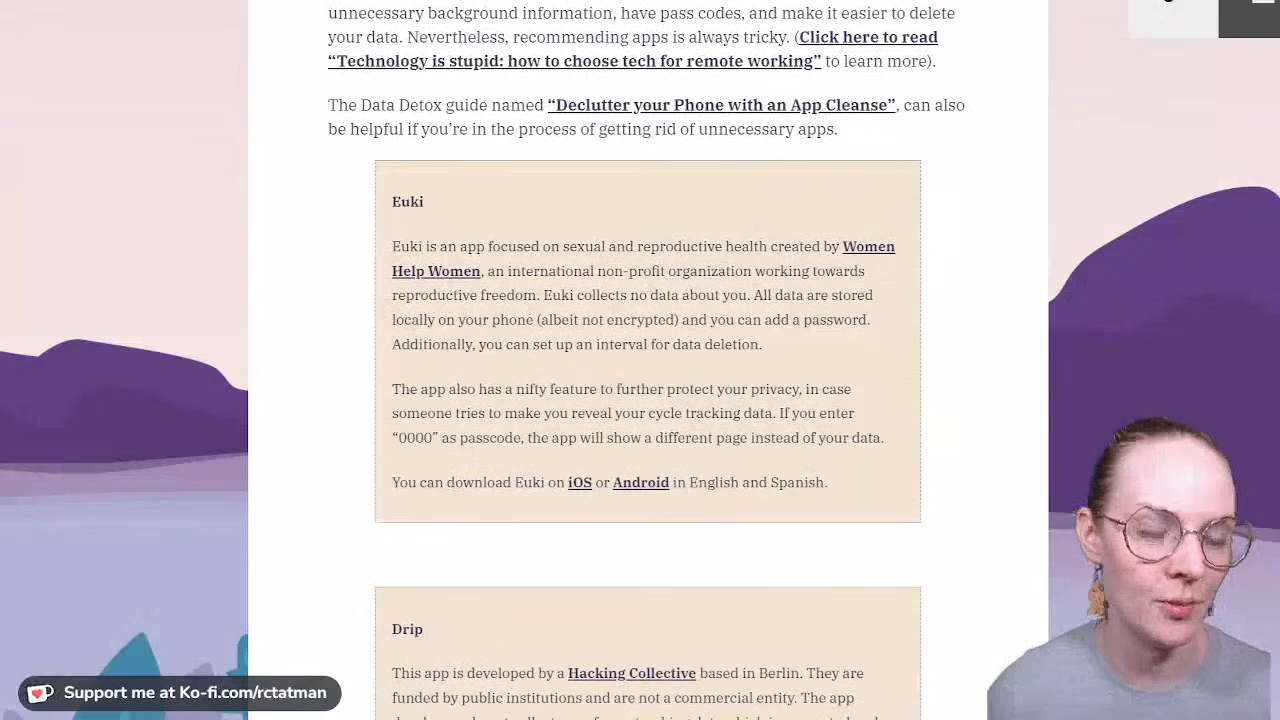 unnecessary background information, have pass codes, and make it easier to delete
your data. Nevertheless, recommending apps is always tricky. (Click here to read
“Technology is stupid: how to choose tech for remote working” to learn more).
The Data Detox guide named “Declutter your Phone with an App Cleanse”, can also
be helpful if you’re in the process of getting rid of unnecessary apps.
Euki
Euki is an app focused on sexual and reproductive health created by Women
Help Women, an international non-profit organization working towards
reproductive freedom. Euki collects no data about you. All data are stored
locally on your phone (albeit not encrypted) and you can add a password.
Additionally, you can set up an interval for data deletion.
The app also has a nifty feature to further protect your privacy, in case
someone tries to make you reveal your cycle tracking data. If you enter
“0000” as passcode, the app will show a different page instead of your data.
You can download Euki on iOS or Android in English and Spanish.
Drip
This app is developed by a Hacking Collective based in Berlin. They are
funded by public institutions and are not a commercial entity. The app
Support me at Ko-fi.com/rctatman